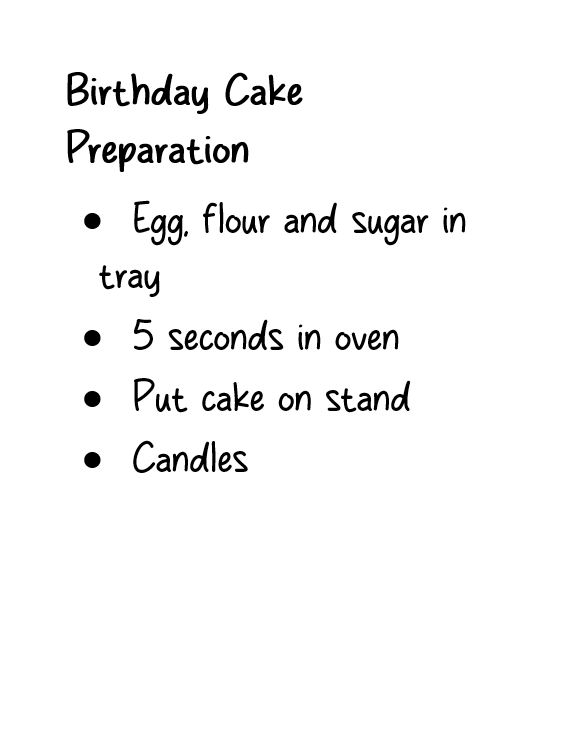 Birthday Cake
Preparation
● Egg, flour and sugar in
tray
● 5 seconds in oven
● Put cake on stand
● Candles